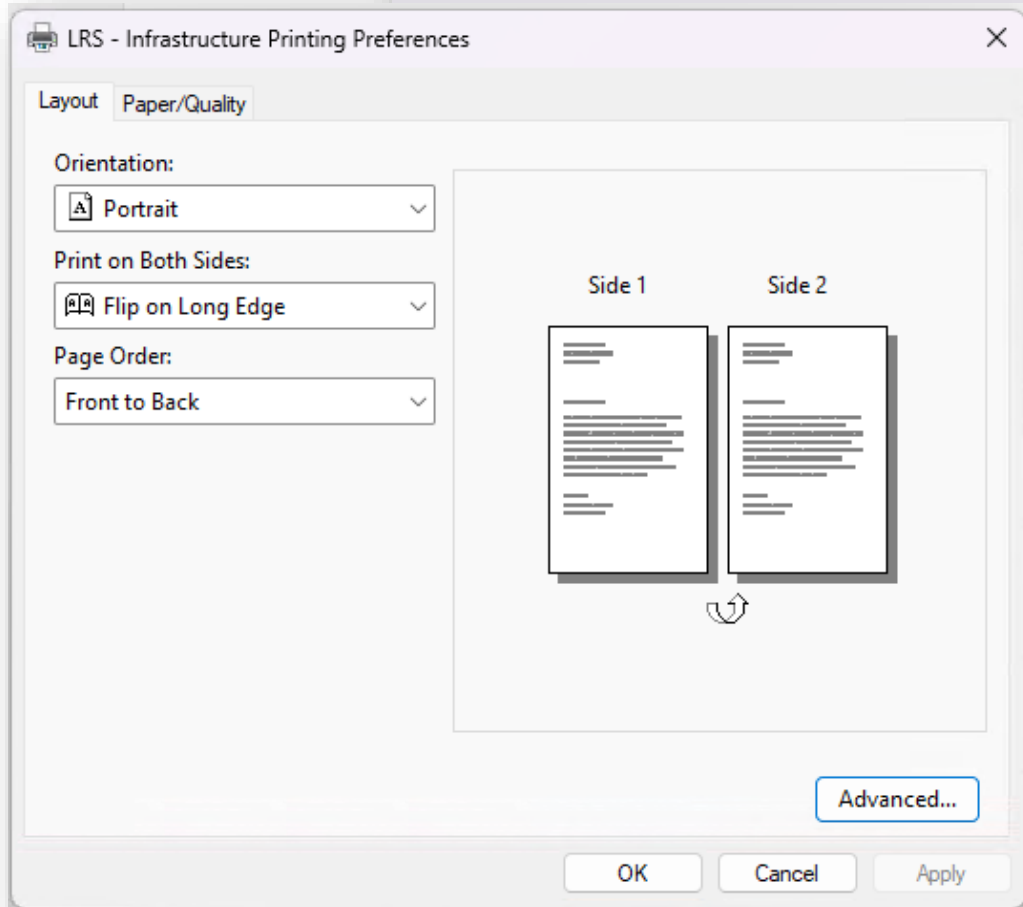 LRS - Infrastructure Printing Preferences
Layout Paper/Quality
Orientation:
Portrait
Print on Both Sides:
Flip on Long Edge
Page Order:
Front to Back
Side 1 Side 2
Advanced...
OK Cancel Apply